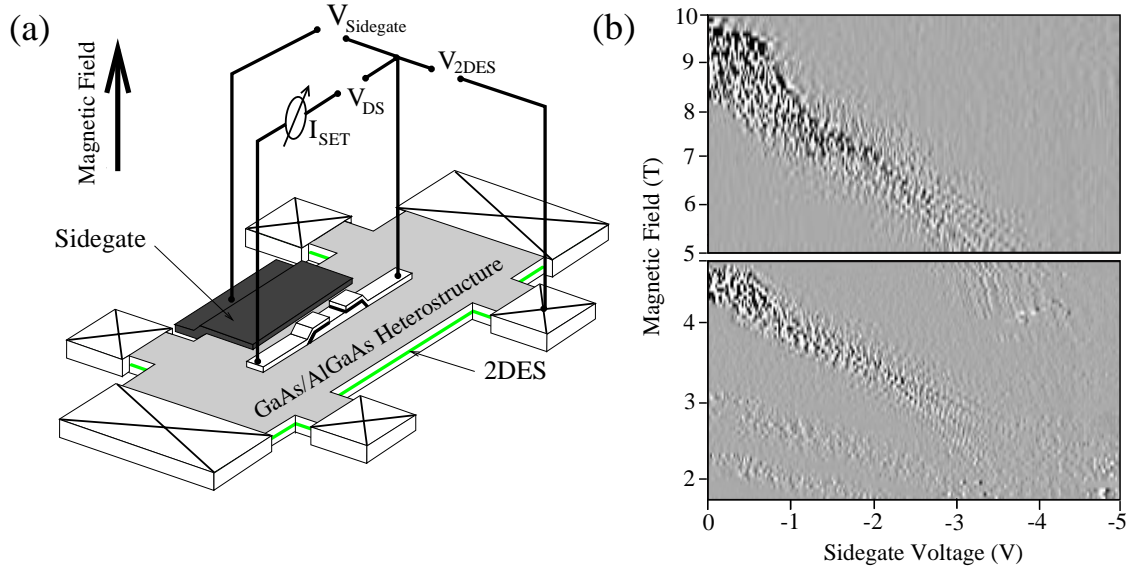 (a)
V_Sidegate
V_2DES
V_DS
I_SET
Magnetic Field
Sidegate
GaAs/AlGaAs Heterostructure
2DES
(b)
10
9
8
7
6
5
4
3
2
Magnetic Field (T)
0 -1 -2 -3 -4 -5
Sidegate Voltage (V)